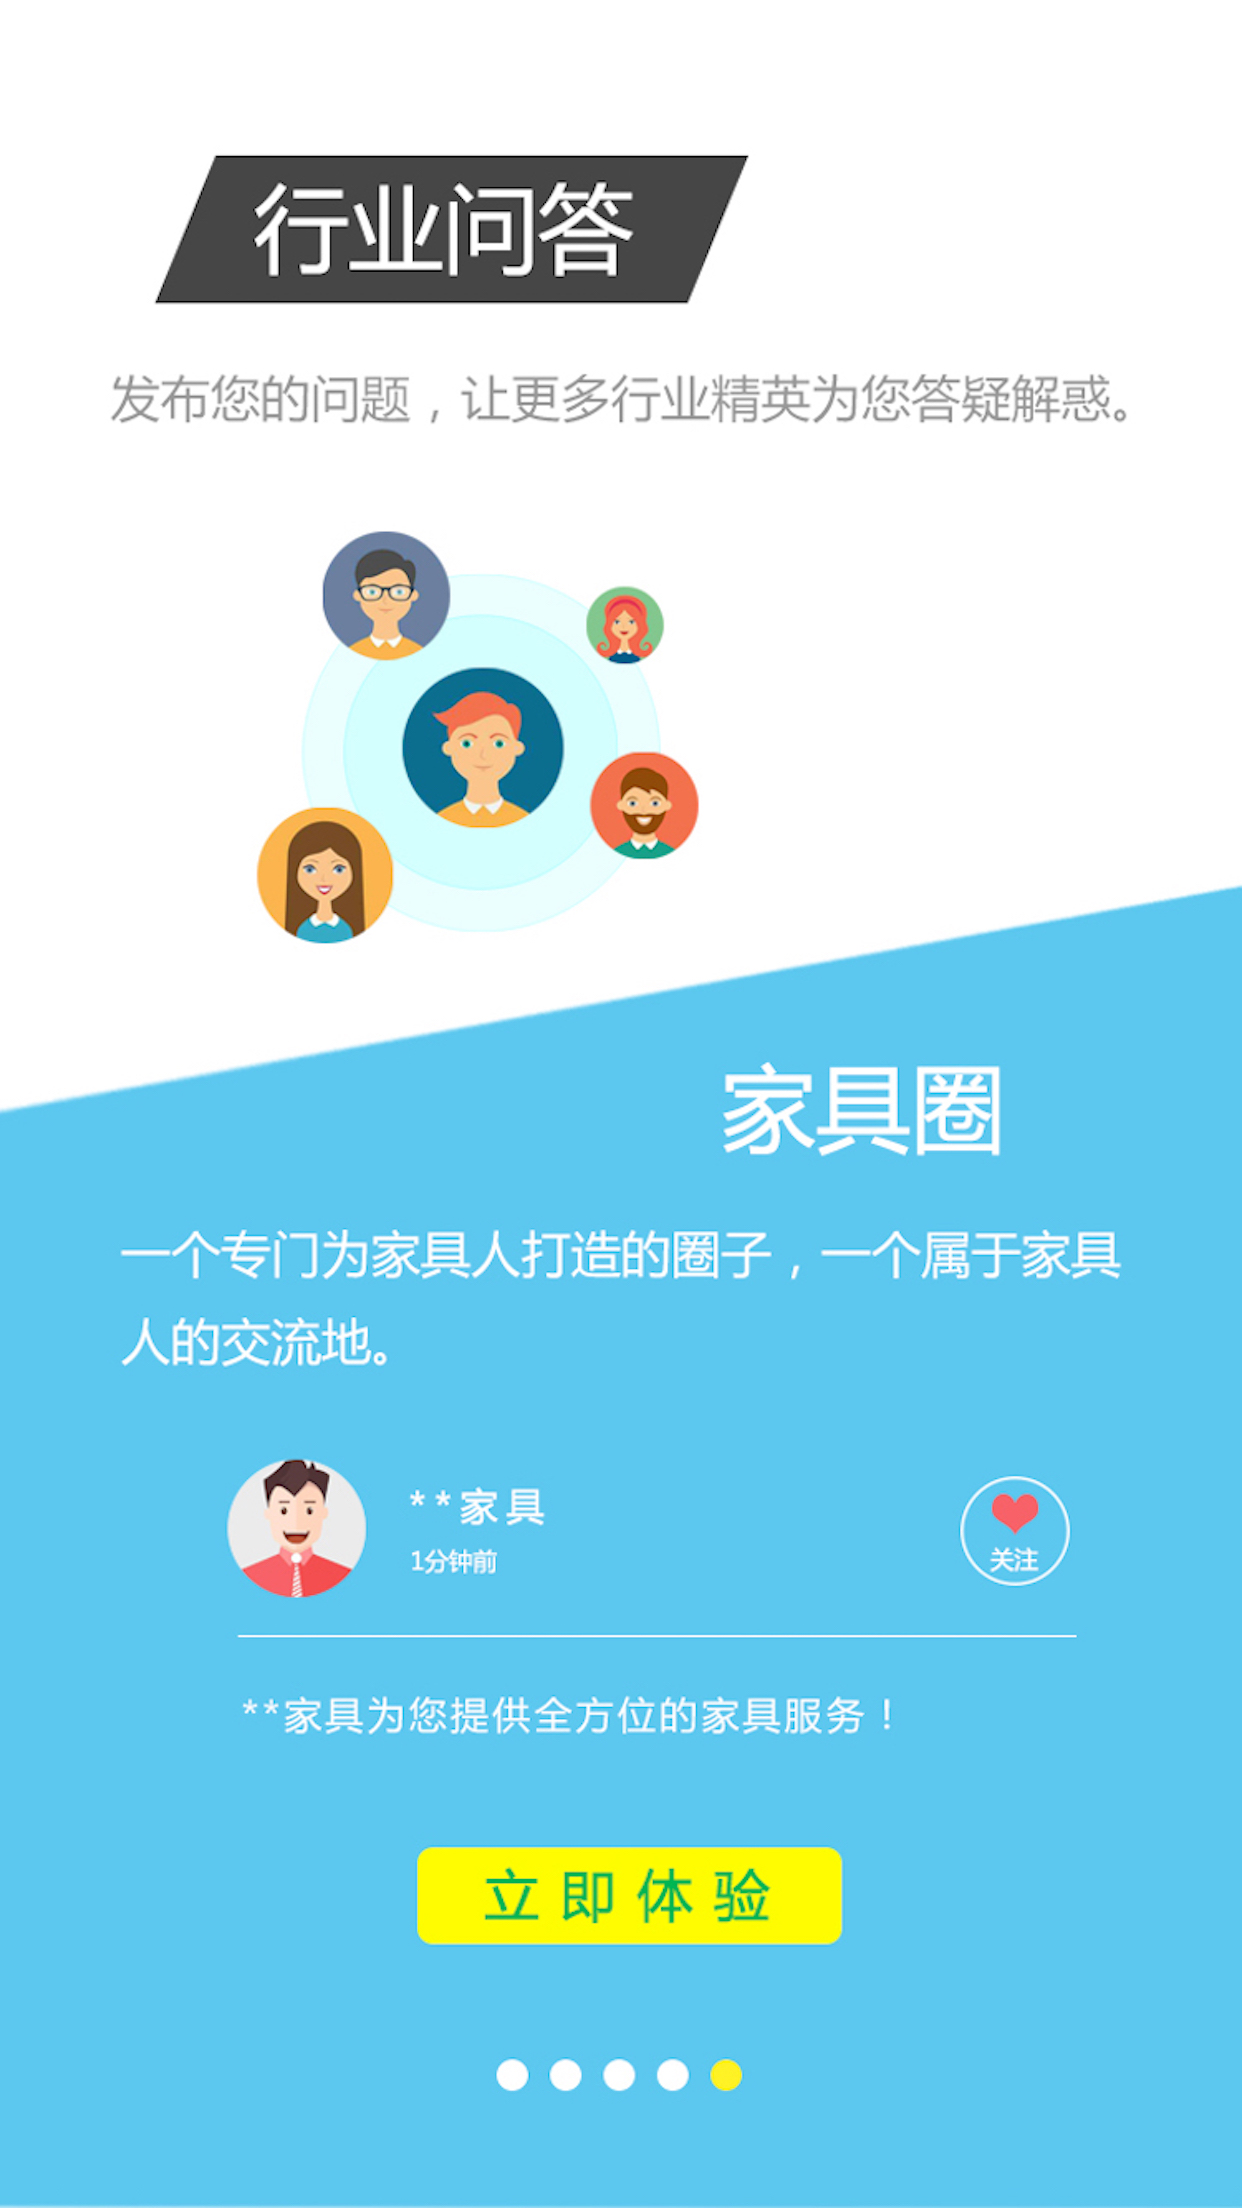 行业问答
发布您的问题，让更多行业精英为您答疑解惑。
家具圈
一个专门为家具人打造的圈子，一个属于家具
人的交流地。
**家具
1分钟前
关注
**家具为您提供全方位的家具服务！
立即体验